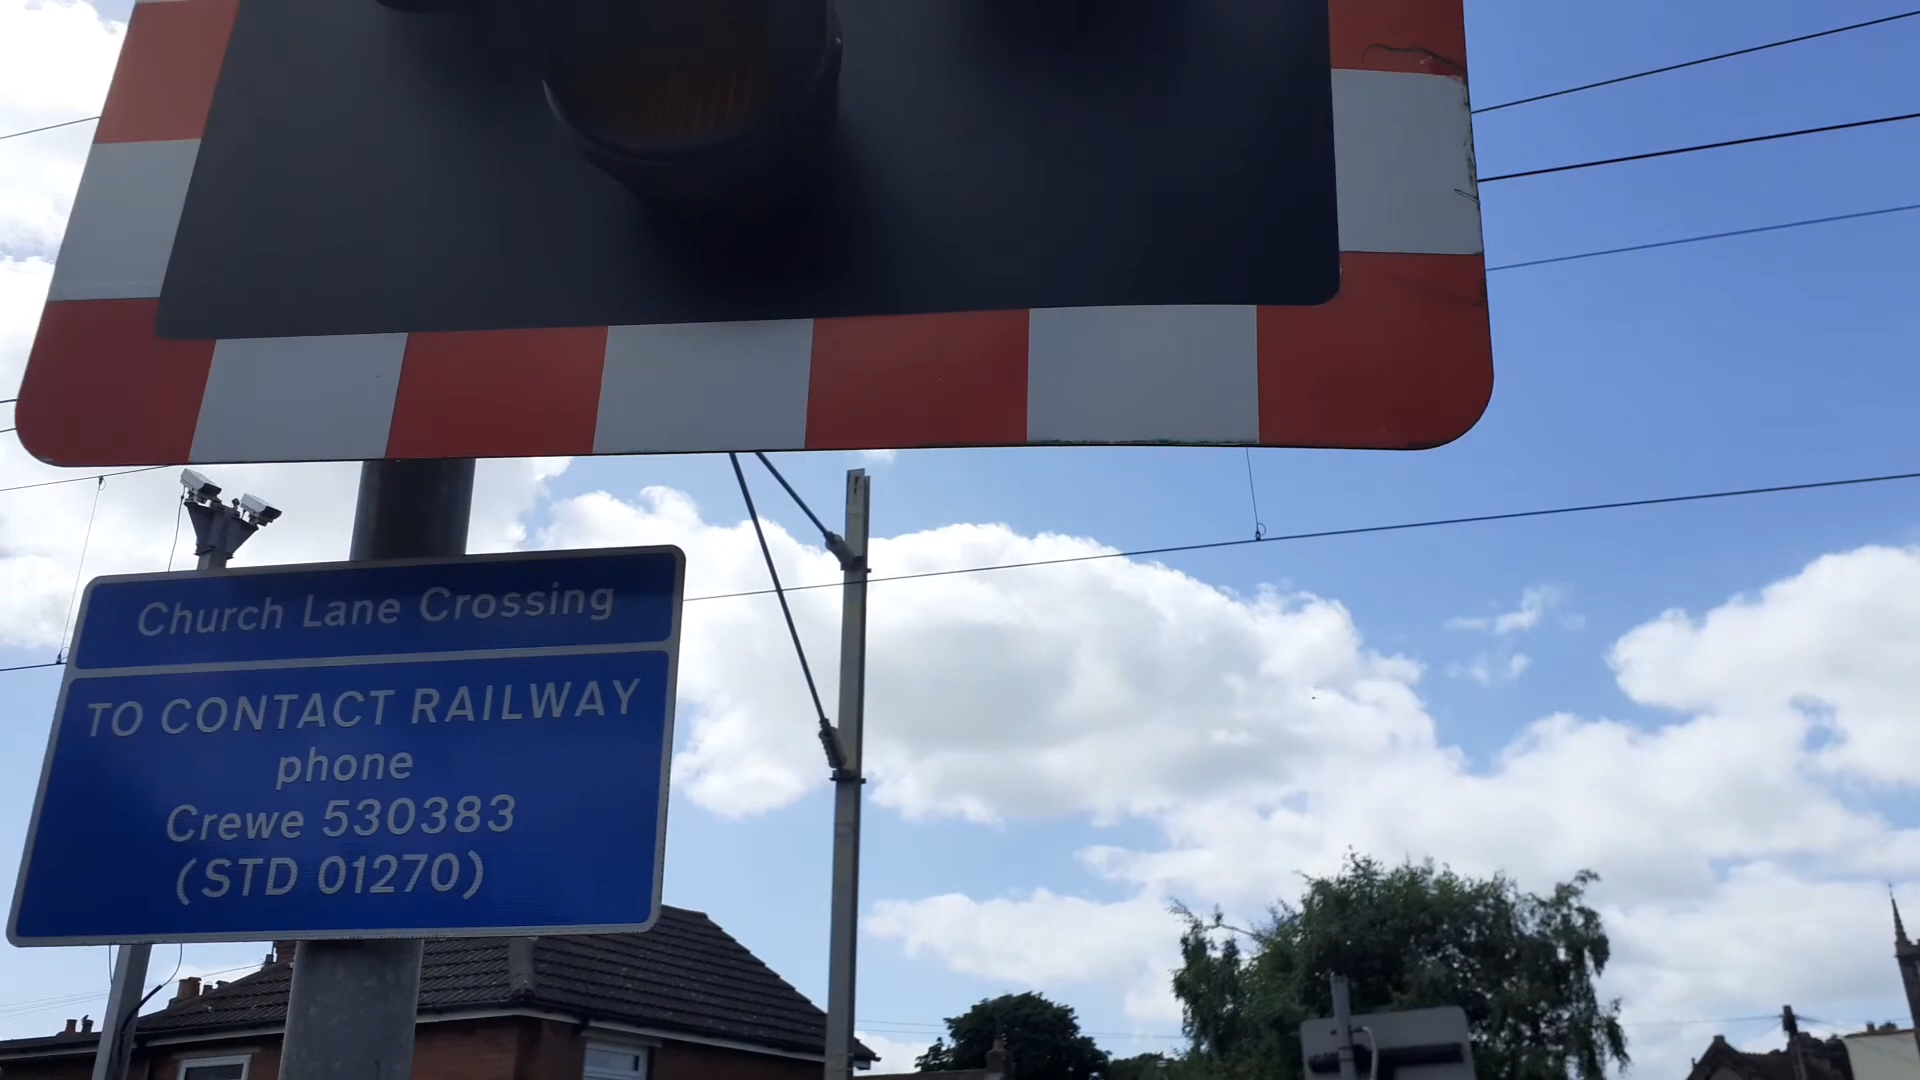 Church Lane Crossing
TO CONTACT RAILWAY
phone
Crewe 530383
(STD 01270)